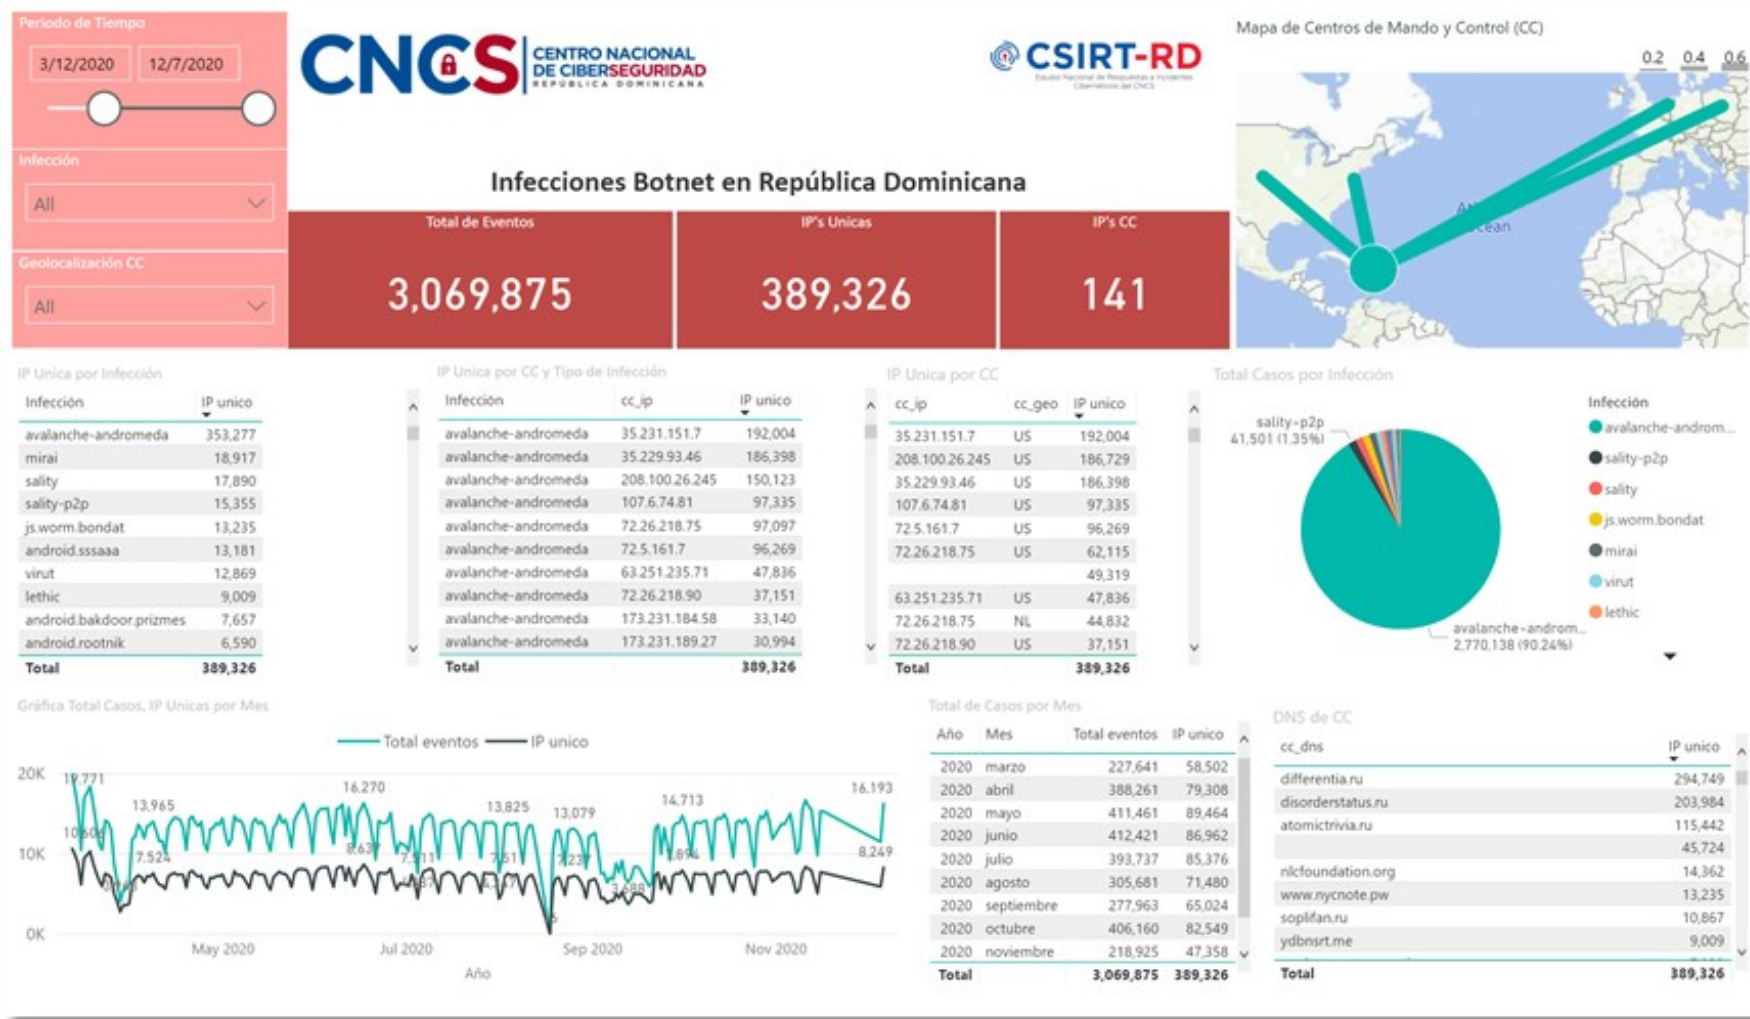 Periodo de Tiempo
3/12/2020 12/7/2020
Infección
All
Geolocalización CC
All
CNCS CENTRO NACIONAL
DE CIBERSEGURIDAD
REPÚBLICA DOMINICANA
CSIRT-RD
Equipo Nacional de Respuestas a Incidentes
Cibernéticos del CNCS
Infecciones Botnet en República Dominicana
Total de Eventos
3,069,875
IP's Unicas
389,326
IP's CC
141
Mapa de Centros de Mando y Control (CC)
0.2 0.4 0.6
IP Unica por Infección
Infección IP unico
avalanche-andromeda 353,277
mirai 18,917
sality 17,890
sality-p2p 15,355
js.worm.bondat 13,235
android.sssaaa 13,181
virut 12,869
lethic 9,009
android.bakdoor.prizmes 7,657
android.rootnik 6,590
Total 389,326
IP Unica por CC y Tipo de Infección
Infección cc_ip IP unico
avalanche-andromeda 35.231.151.7 192,004
avalanche-andromeda 35.229.93.46 186,398
avalanche-andromeda 208.100.26.245 150,123
avalanche-andromeda 107.6.74.81 97,335
avalanche-andromeda 72.26.218.75 97,097
avalanche-andromeda 72.5.161.7 96,269
avalanche-andromeda 63.251.235.71 47,836
avalanche-andromeda 72.26.218.90 37,151
avalanche-andromeda 173.231.184.58 33,140
avalanche-andromeda 173.231.189.27 30,994
Total 389,326
IP Unica por CC
cc_ip cc_geo IP unico
35.231.151.7 US 192,004
208.100.26.245 US 186,729
35.229.93.46 US 186,398
107.6.74.81 US 97,335
72.5.161.7 US 96,269
72.26.218.75 US 62,115
49,319
63.251.235.71 US 47,836
72.26.218.75 NL 44,832
72.26.218.90 US 37,151
Total 389,326
Total Casos por Infección
sality-p2p
41,501 (1.35%)
avalanche-androm...
2,770,138 (90.24%)
Infección
avalanche-androm...
sality-p2p
sality
js.worm.bondat
mirai
virut
lethic
Gráfica Total Casos, IP Unicas por Mes
Total eventos IP unico
20K
10K
0K
13,965
16,270
13,825
13,079
14,713
16,193
7,524
8,249
May 2020 Jul 2020 Sep 2020 Nov 2020
Año
Total de Casos por Mes
Año Mes Total eventos IP unico
2020 marzo 227,641 58,502
2020 abril 388,261 79,308
2020 mayo 411,461 89,464
2020 junio 412,421 86,962
2020 julio 393,737 85,376
2020 agosto 305,681 71,480
2020 septiembre 277,963 65,024
2020 octubre 406,160 82,549
2020 noviembre 218,925 47,358
Total 3,069,875 389,326
DNS de CC
cc_dns IP unico
differentia.ru 294,749
disorderstatus.ru 203,984
atomictrivia.ru 115,442
45,724
nlcfoundation.org 14,362
www.nycnote.pw 13,235
soplifan.ru 10,867
ydbnsrt.me 9,009
Total 389,326